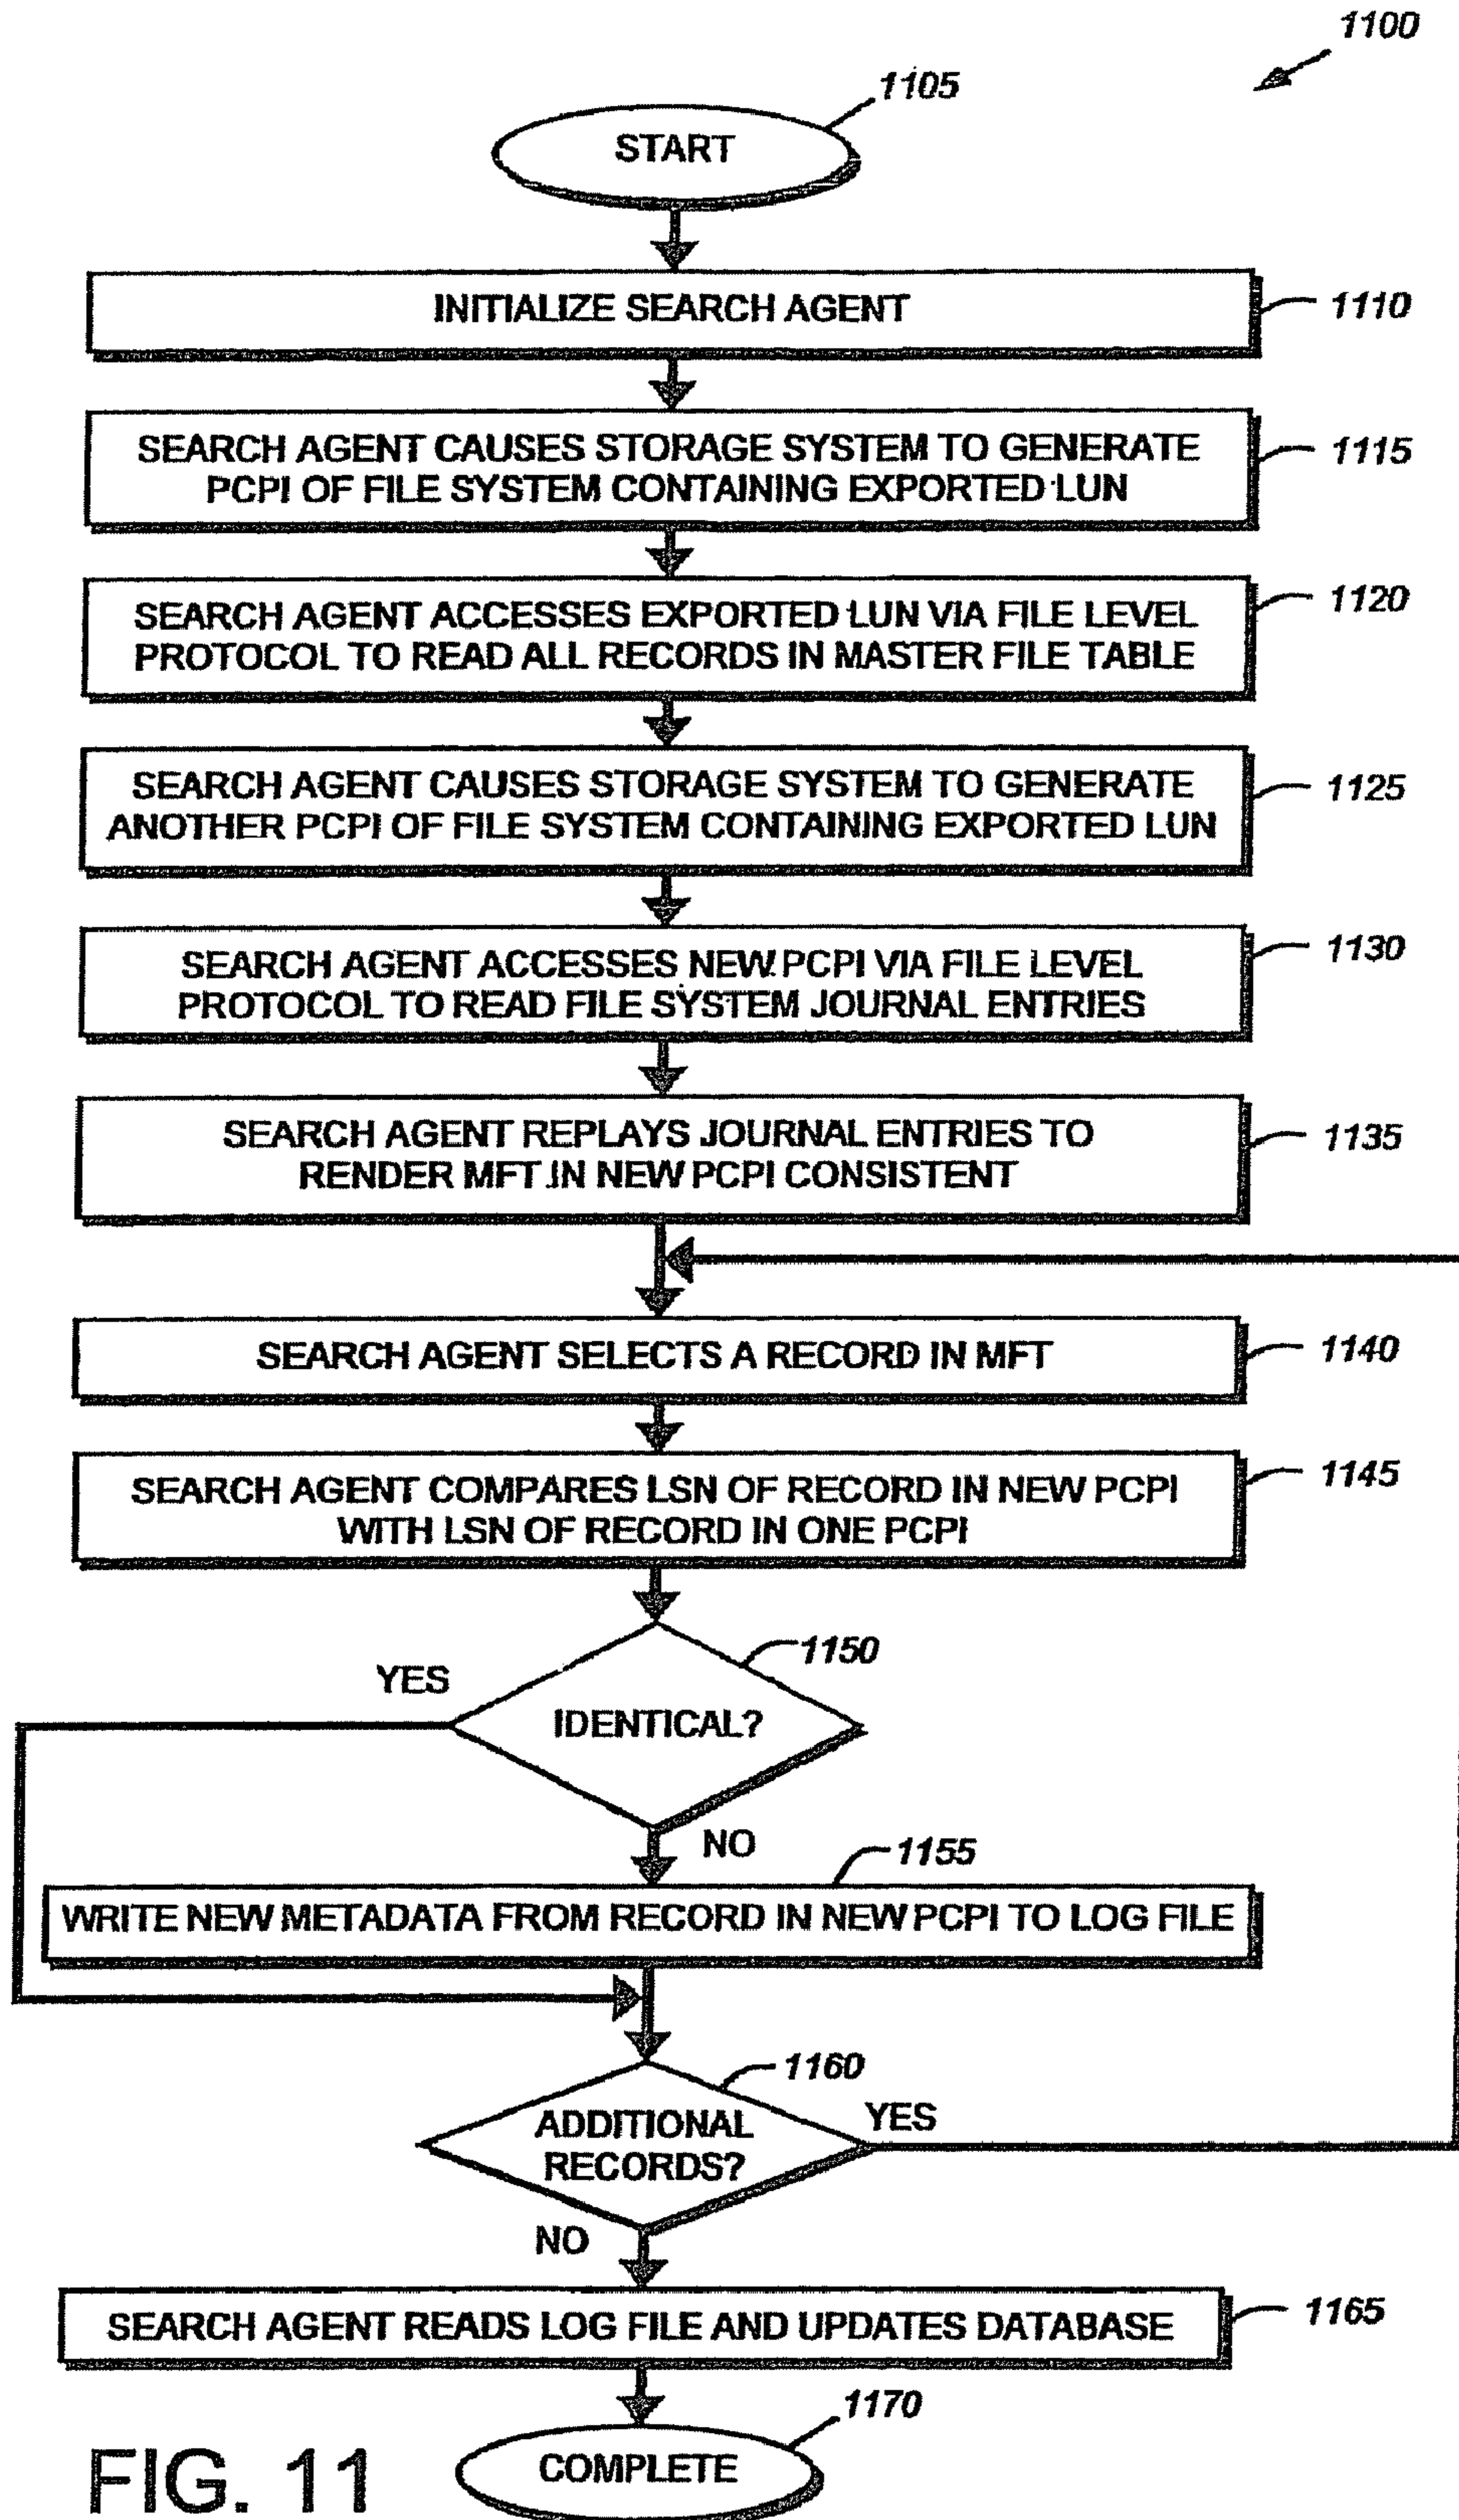 1100
1105
START
INITIALIZE SEARCH AGENT
1110
SEARCH AGENT CAUSES STORAGE SYSTEM TO GENERATE
PCPI OF FILE SYSTEM CONTAINING EXPORTED LUN
1115
SEARCH AGENT ACCESSES EXPORTED LUN VIA FILE LEVEL
PROTOCOL TO READ ALL RECORDS IN MASTER FILE TABLE
1120
SEARCH AGENT CAUSES STORAGE SYSTEM TO GENERATE
ANOTHER PCPI OF FILE SYSTEM CONTAINING EXPORTED LUN
1125
SEARCH AGENT ACCESSES NEW PCPI VIA FILE LEVEL
PROTOCOL TO READ FILE SYSTEM JOURNAL ENTRIES
1130
SEARCH AGENT REPLAYS JOURNAL ENTRIES TO
RENDER MFT IN NEW PCPI CONSISTENT
1135
SEARCH AGENT SELECTS A RECORD IN MFT
1140
SEARCH AGENT COMPARES LSN OF RECORD IN NEW PCPI
WITH LSN OF RECORD IN ONE PCPI
1145
1150
YES
IDENTICAL?
NO
1155
WRITE NEW METADATA FROM RECORD IN NEW PCPI TO LOG FILE
1160
ADDITIONAL
RECORDS?
YES
NO
SEARCH AGENT READS LOG FILE AND UPDATES DATABASE
1165
1170
COMPLETE
FIG. 11